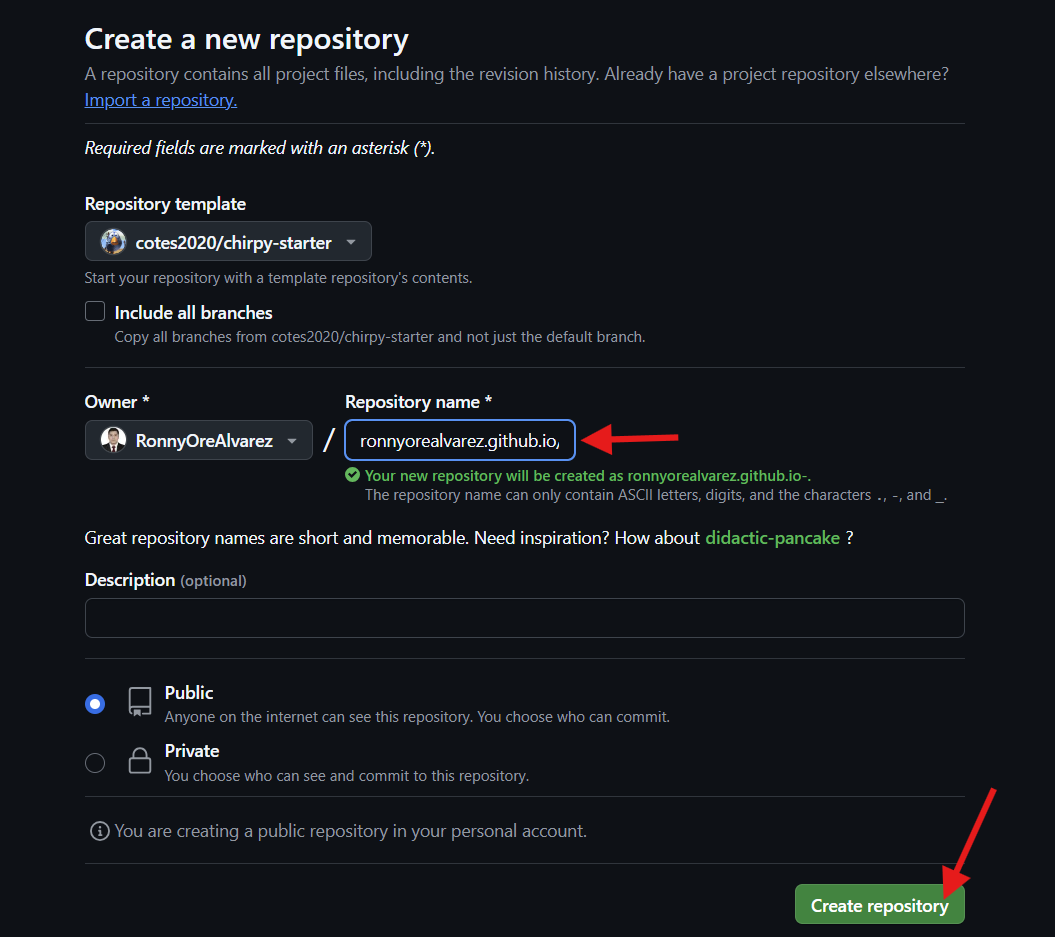 Create a new repository
A repository contains all project files, including the revision history. Already have a project repository elsewhere?
Import a repository.
Required fields are marked with an asterisk (*).
Repository template
cotes2020/chirpy-starter
Start your repository with a template repository's contents.
Include all branches
Copy all branches from cotes2020/chirpy-starter and not just the default branch.
Owner *
Repository name *
RonnyOreAlvarez
/
ronnyorealvarez.github.io/
Your new repository will be created as ronnyorealvarez.github.io-.
The repository name can only contain ASCII letters, digits, and the characters ., -, and _.
Great repository names are short and memorable. Need inspiration? How about didactic-pancake ?
Description (optional)
Public
Anyone on the internet can see this repository. You choose who can commit.
Private
You choose who can see and commit to this repository.
You are creating a public repository in your personal account.
Create repository